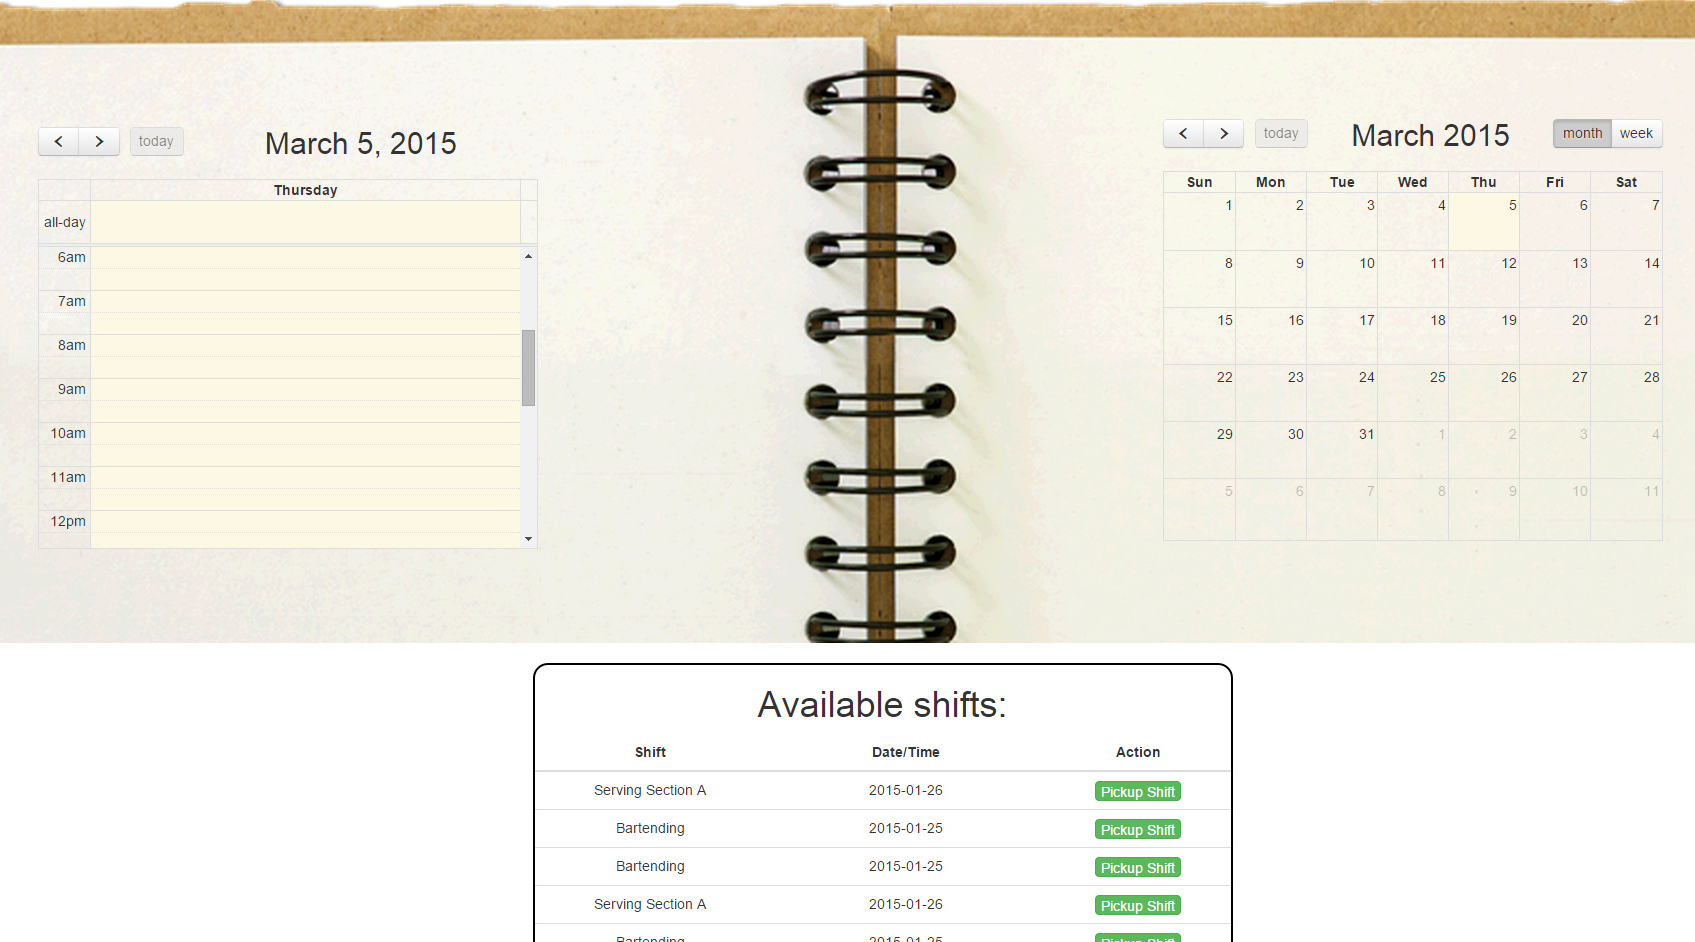 today
March 5, 2015
Thursday
all-day
6am
7am
8am
9am
10am
11am
12pm
today
March 2015
month week
Sun Mon Tue Wed Thu Fri Sat
1 2 3 4 5 6 7
8 9 10 11 12 13 14
15 16 17 18 19 20 21
22 23 24 25 26 27 28
29 30 31 1 2 3 4
5 6 7 8 9 10 11
Available shifts:
Shift Date/Time Action
Serving Section A 2015-01-26 Pickup Shift
Bartending 2015-01-25 Pickup Shift
Bartending 2015-01-25 Pickup Shift
Serving Section A 2015-01-26 Pickup Shift
Bartending 2015-01-25 Pickup Shift